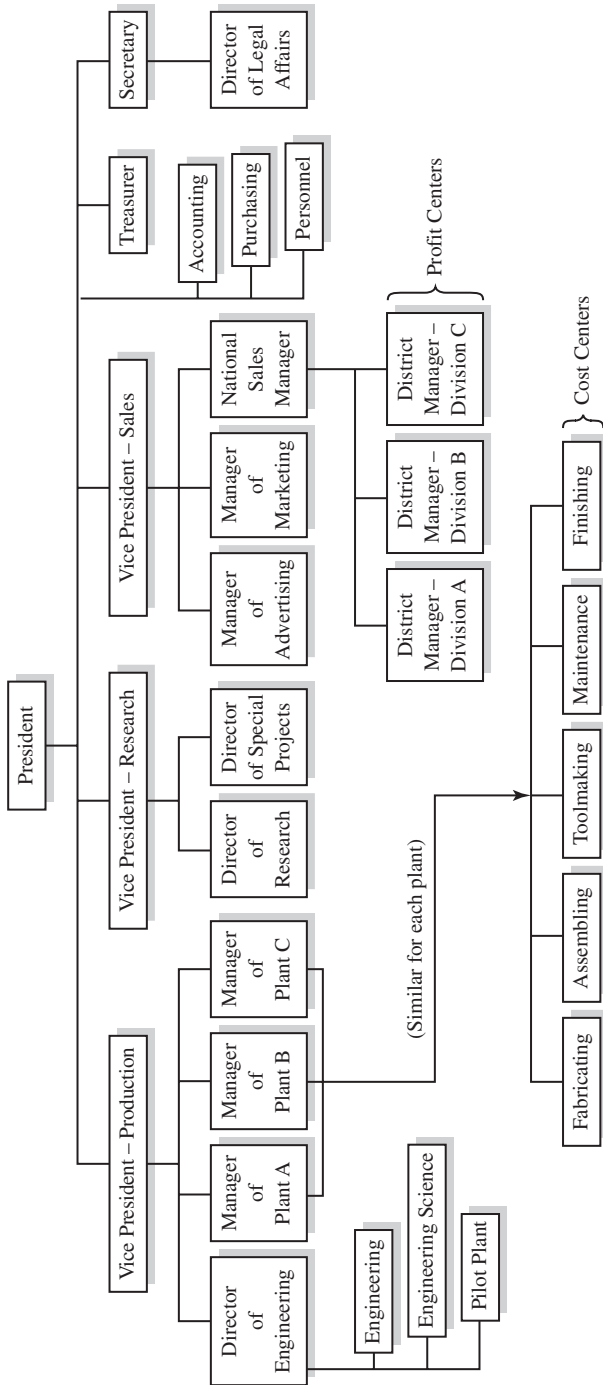 President
Vice President – Production
Vice President – Research
Vice President – Sales
Treasurer
Secretary
Director
of
Engineering
Manager
of
Plant A
Manager
of
Plant B
Manager
of
Plant C
Director
of
Research
Director
of Special
Projects
Manager
of
Advertising
Manager
of
Marketing
National
Sales
Manager
Accounting
Purchasing
Personnel
Director
of Legal
Affairs
Engineering
Engineering Science
Pilot Plant
(Similar for each plant)
District
Manager –
Division A
District
Manager –
Division B
District
Manager –
Division C
Profit Centers
Fabricating
Assembling
Toolmaking
Maintenance
Finishing
Cost Centers